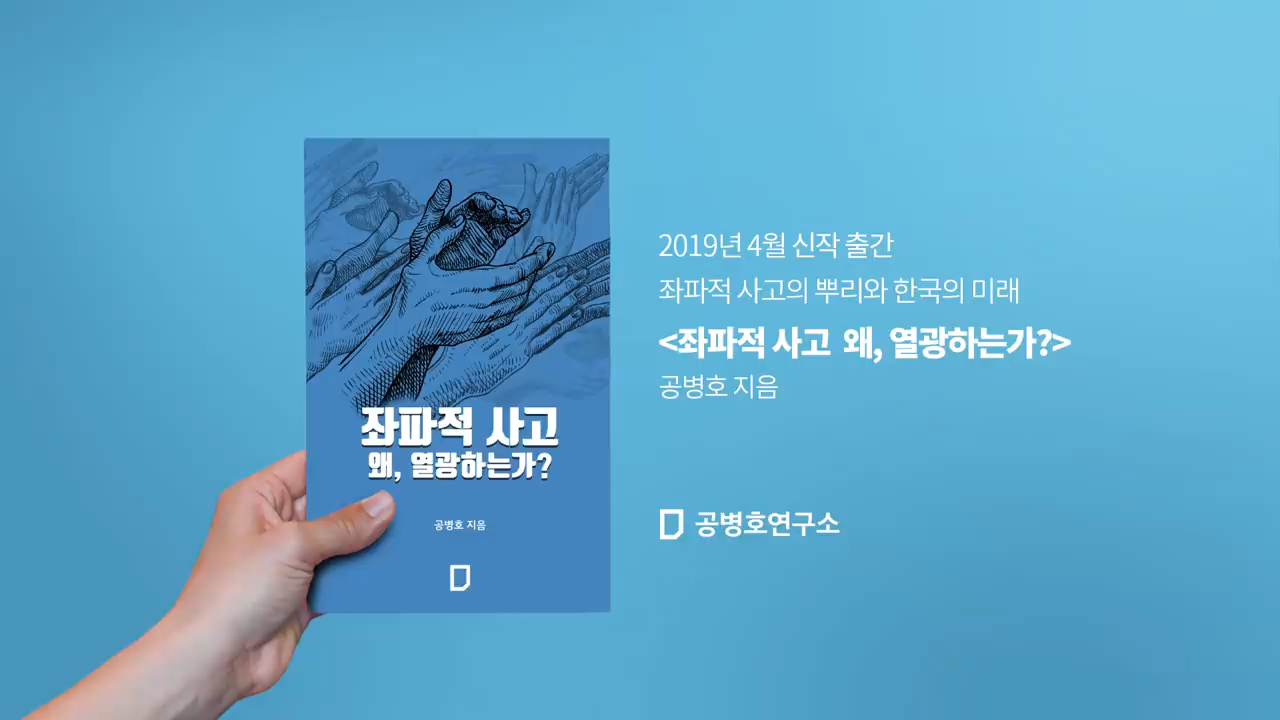 좌파적 사고
왜, 열광하는가?
공병호 지음
2019년 4월 신작 출간
좌파적 사고의 뿌리와 한국의 미래
<좌파적 사고 왜, 열광하는가?>
공병호 지음
공병호연구소